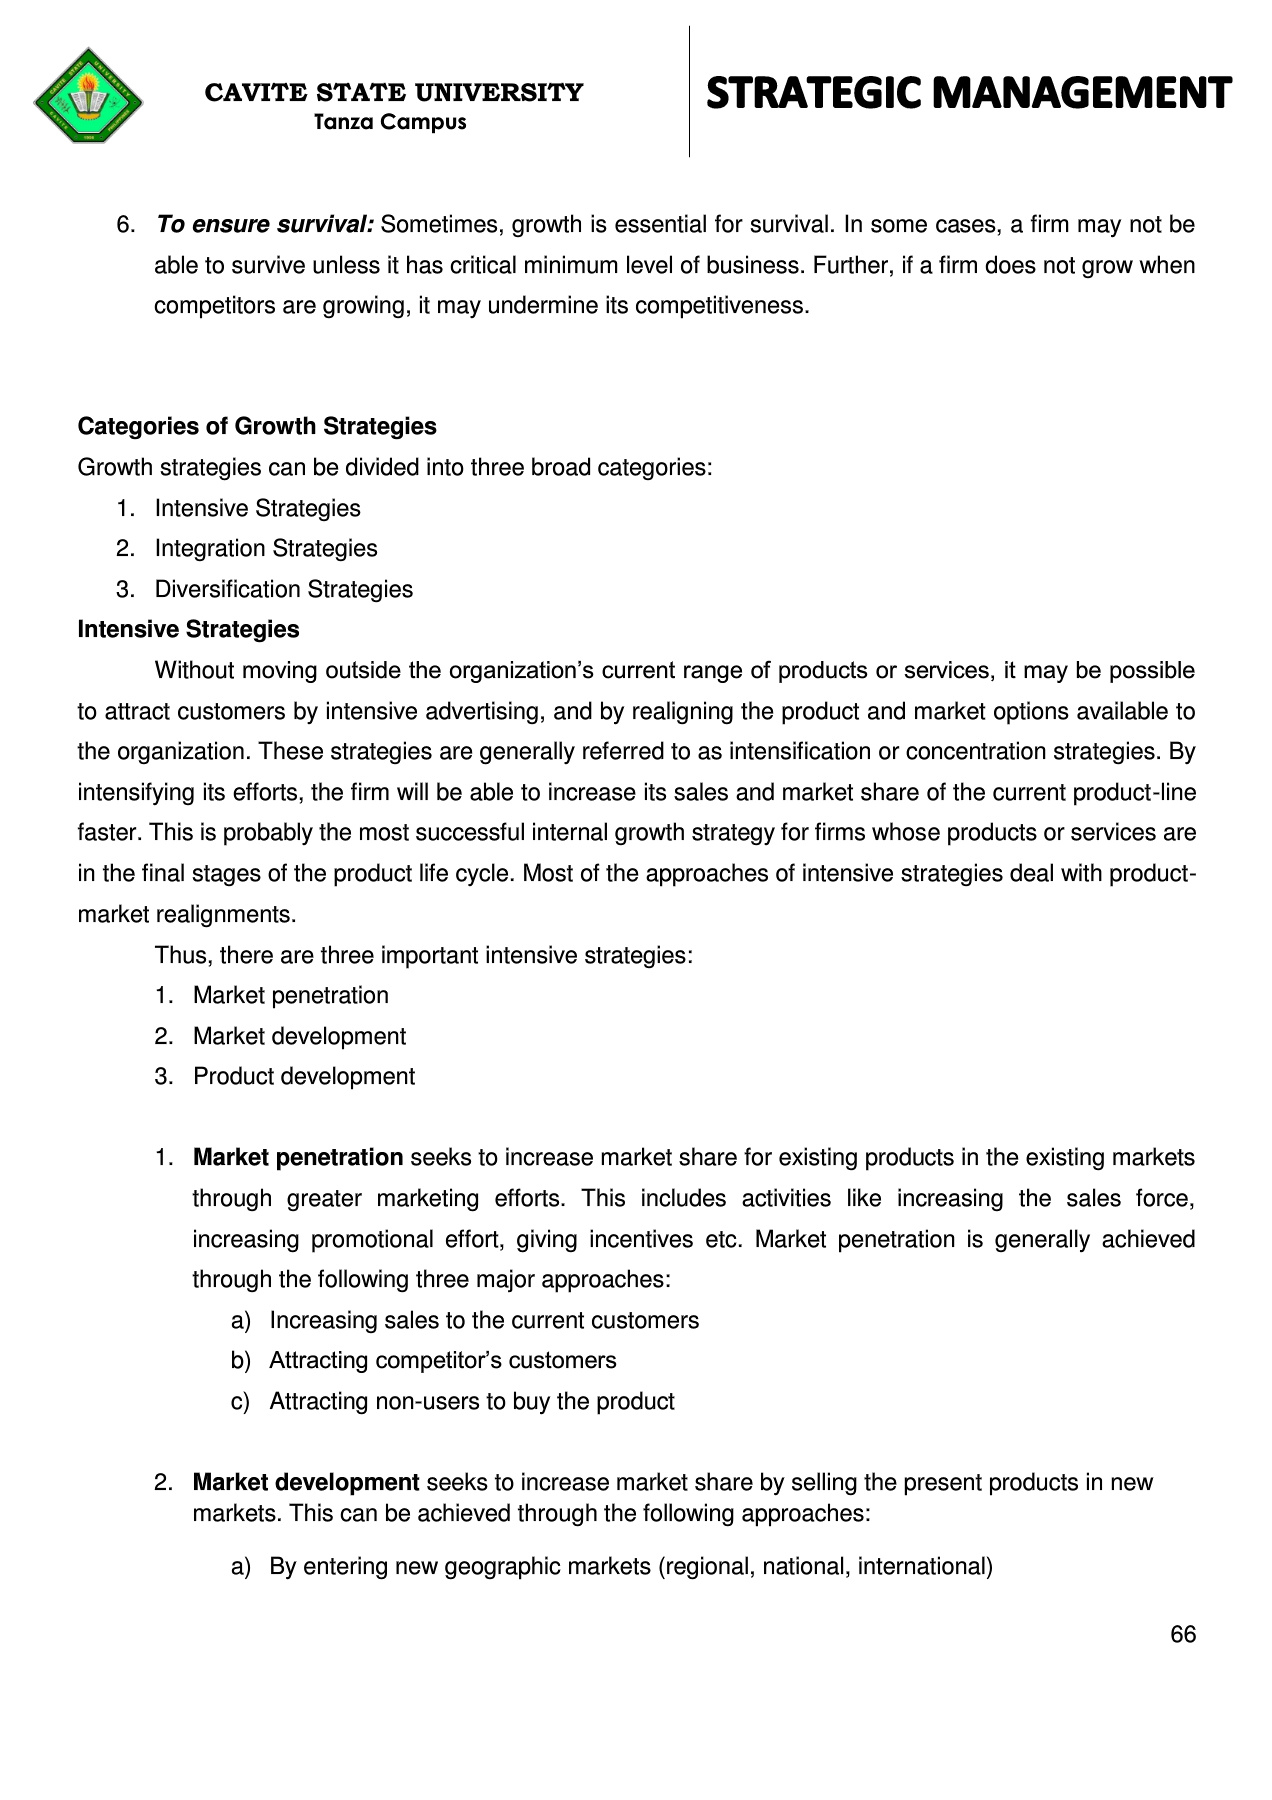 CAVITE STATE UNIVERSITY
Tanza Campus
STRATEGIC MANAGEMENT
6. To ensure survival: Sometimes, growth is essential for survival. In some cases, a firm may not be
able to survive unless it has critical minimum level of business. Further, if a firm does not grow when
competitors are growing, it may undermine its competitiveness.
Categories of Growth Strategies
Growth strategies can be divided into three broad categories:
1. Intensive Strategies
2. Integration Strategies
3. Diversification Strategies
Intensive Strategies
Without moving outside the organization’s current range of products or services, it may be possible
to attract customers by intensive advertising, and by realigning the product and market options available to
the organization. These strategies are generally referred to as intensification or concentration strategies. By
intensifying its efforts, the firm will be able to increase its sales and market share of the current product-line
faster. This is probably the most successful internal growth strategy for firms whose products or services are
in the final stages of the product life cycle. Most of the approaches of intensive strategies deal with product-
market realignments.
Thus, there are three important intensive strategies:
1. Market penetration
2. Market development
3. Product development
1. Market penetration seeks to increase market share for existing products in the existing markets
through greater marketing efforts. This includes activities like increasing the sales force,
increasing promotional effort, giving incentives etc. Market penetration is generally achieved
through the following three major approaches:
a) Increasing sales to the current customers
b) Attracting competitor’s customers
c) Attracting non-users to buy the product
2. Market development seeks to increase market share by selling the present products in new
markets. This can be achieved through the following approaches:
a) By entering new geographic markets (regional, national, international)
66